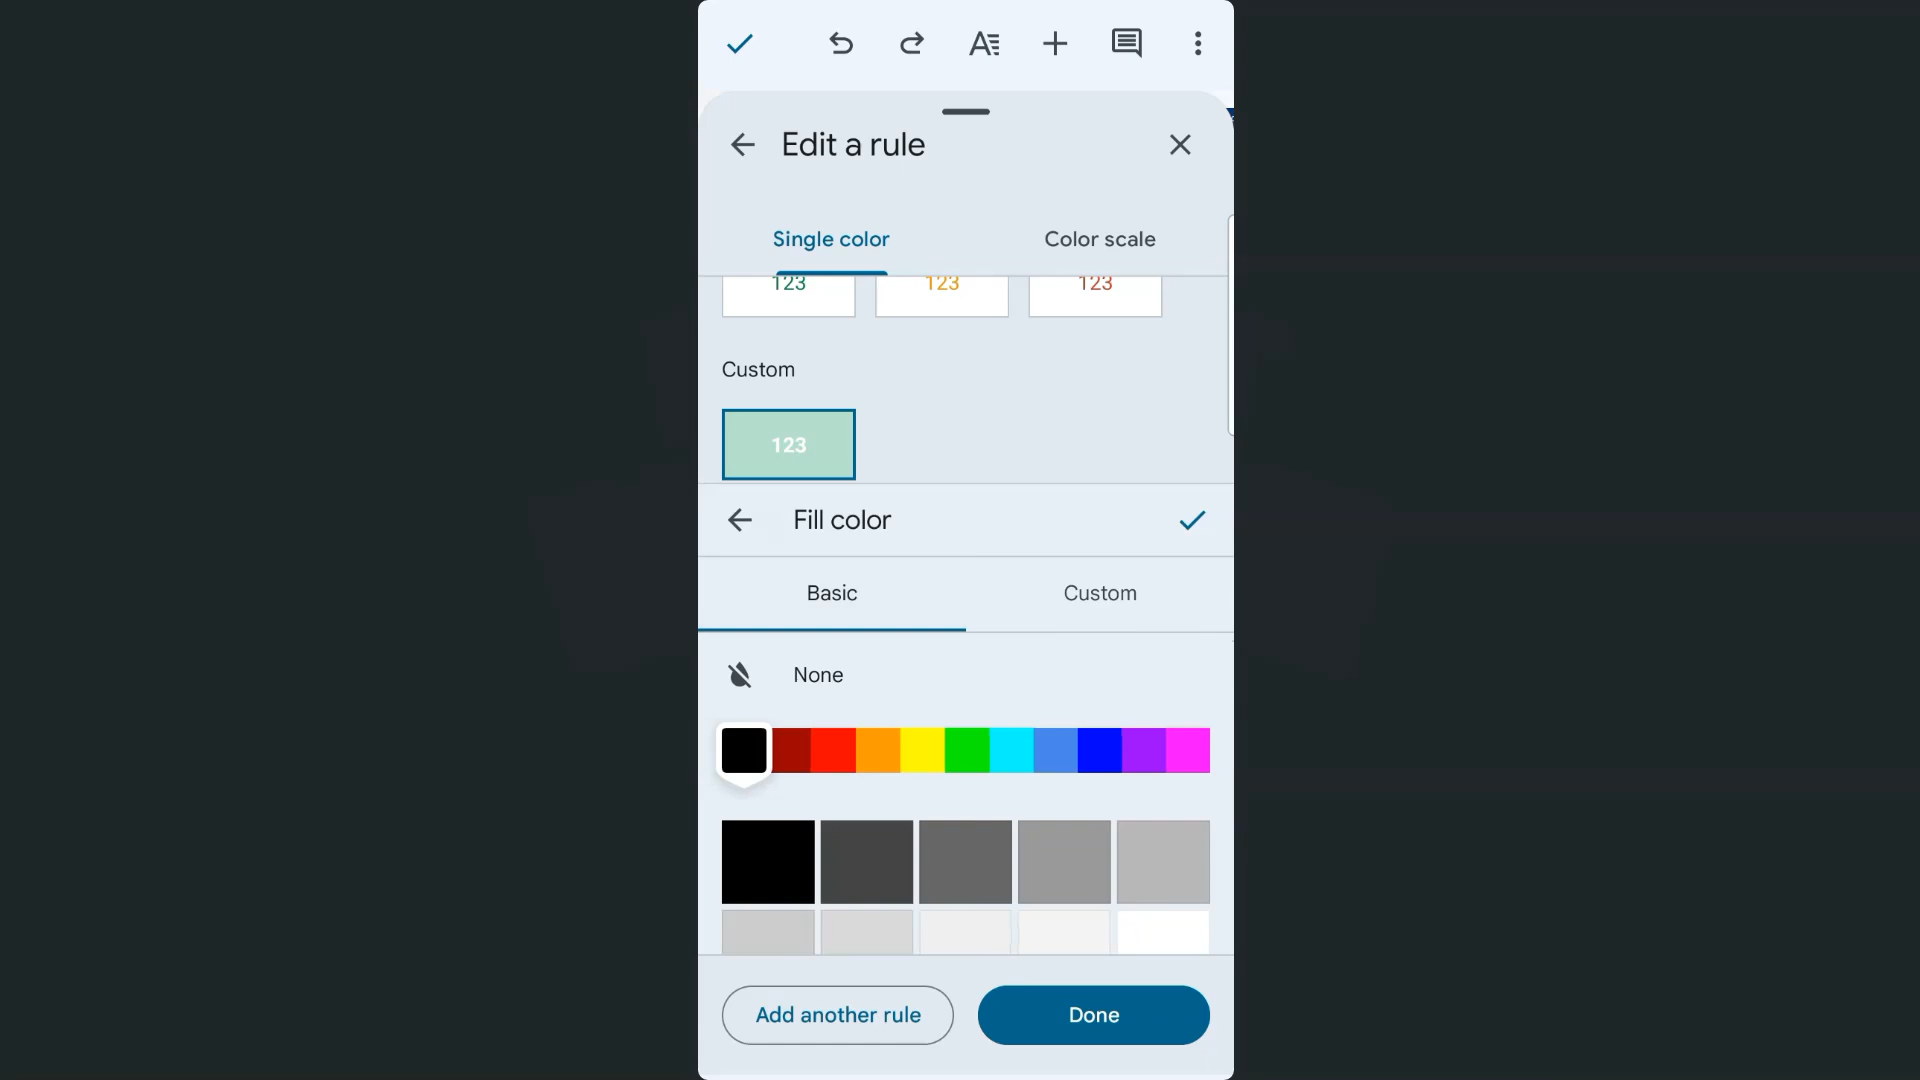 Edit a rule
Single color Color scale
123 123 123
Custom
123
Fill color
Basic Custom
None
Add another rule Done